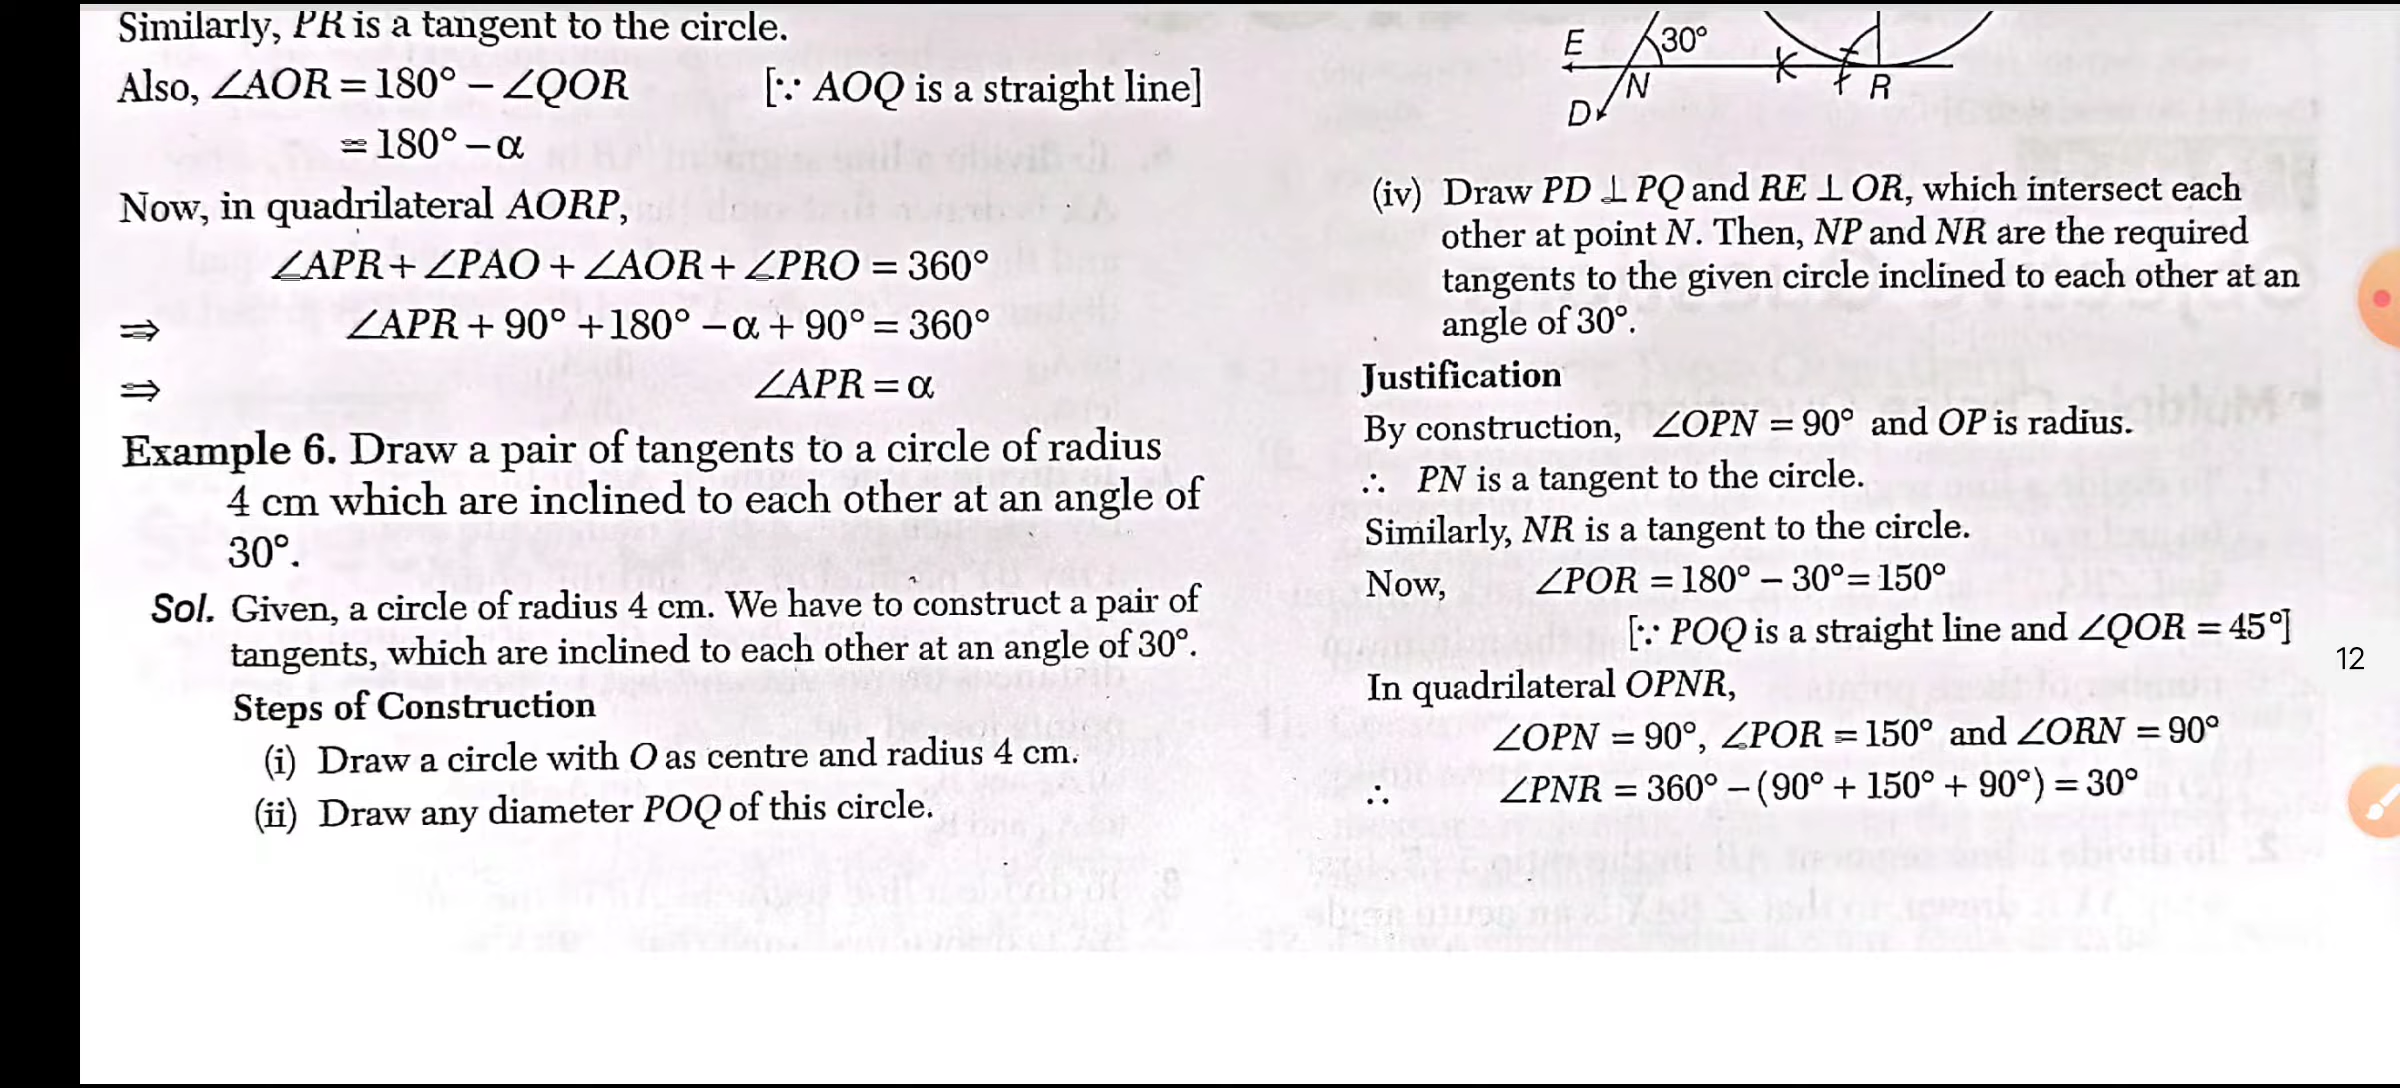 Similarly, PR is a tangent to the circle.
Also, ∠AOR = 180° – ∠QOR [∵ AOQ is a straight line]
= 180° – α
Now, in quadrilateral AORP,
∠APR + ∠PAO + ∠AOR + ∠PRO = 360°
⇒ ∠APR + 90° + 180° – α + 90° = 360°
⇒ ∠APR = α
Example 6. Draw a pair of tangents to a circle of radius
4 cm which are inclined to each other at an angle of
30°.
Sol. Given, a circle of radius 4 cm. We have to construct a pair of
tangents, which are inclined to each other at an angle of 30°.
Steps of Construction
(i) Draw a circle with O as centre and radius 4 cm.
(ii) Draw any diameter POQ of this circle.
E 30°
N R
D
(iv) Draw PD ⊥ PQ and RE ⊥ OR, which intersect each
other at point N. Then, NP and NR are the required
tangents to the given circle inclined to each other at an
angle of 30°.
Justification
By construction, ∠OPN = 90° and OP is radius.
∴ PN is a tangent to the circle.
Similarly, NR is a tangent to the circle.
Now, ∠POR = 180° – 30° = 150°
[∵ POQ is a straight line and ∠QOR = 45°]
In quadrilateral OPNR,
∠OPN = 90°, ∠POR = 150° and ∠ORN = 90°
∴ ∠PNR = 360° – (90° + 150° + 90°) = 30°
12